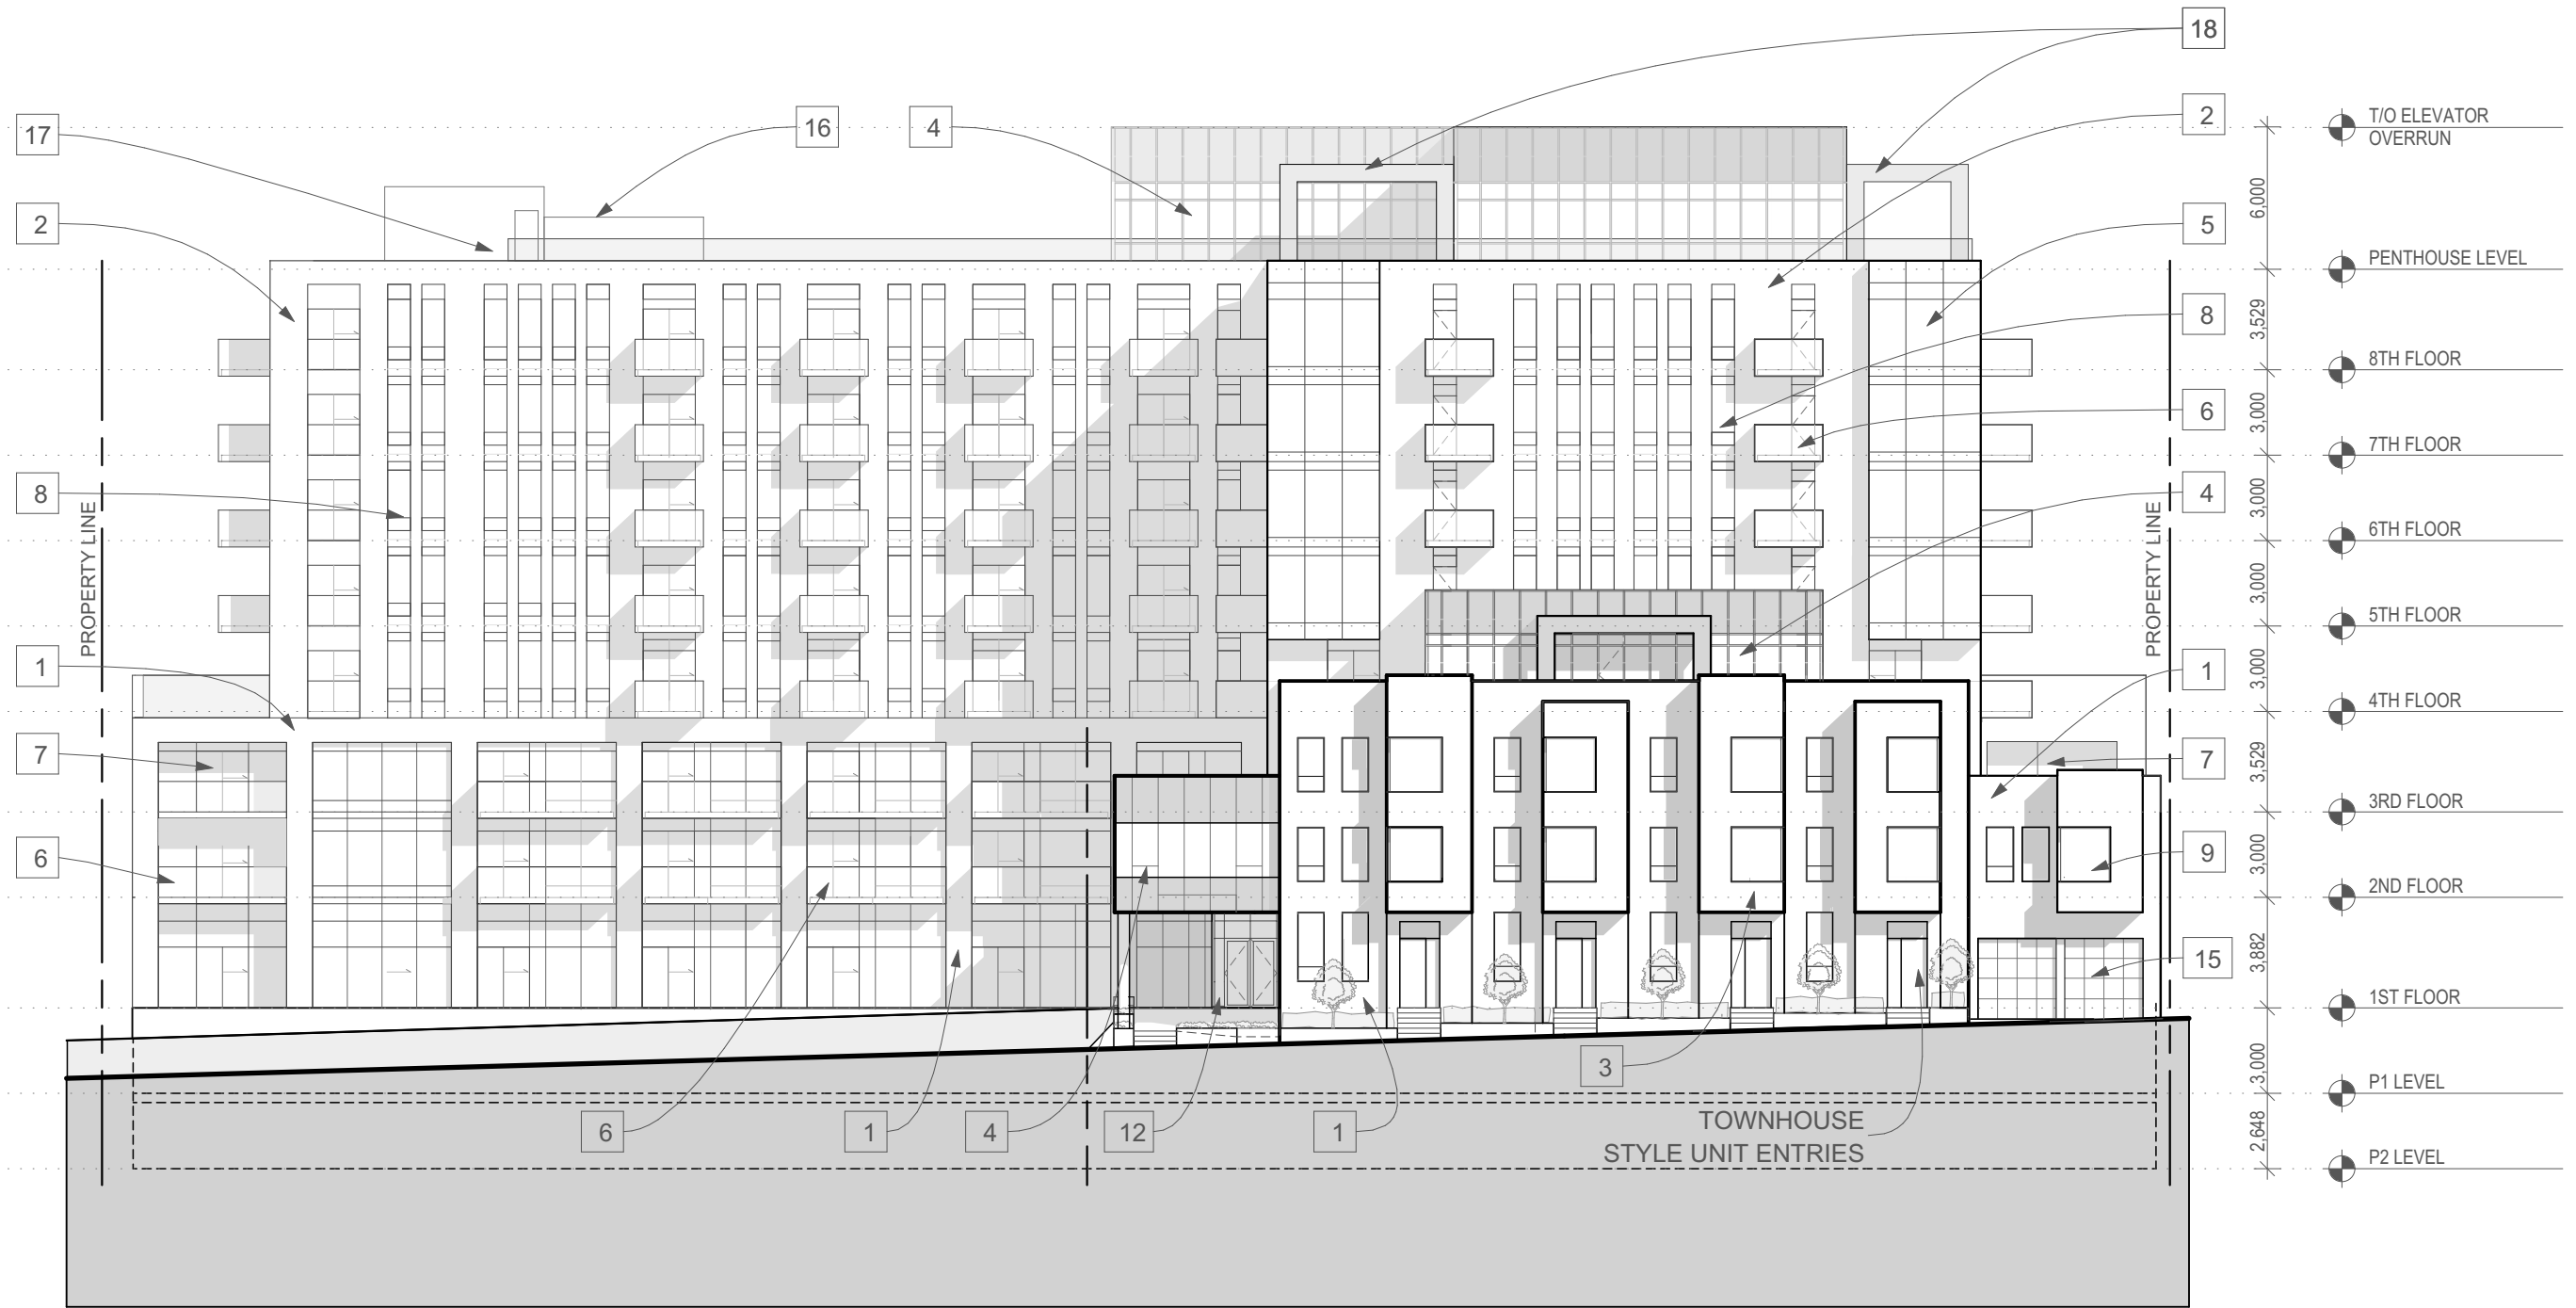 18
17
16
4
2
T/O ELEVATOR
OVERRUN
6,000
2
5
PENTHOUSE LEVEL
3,529
8
8TH FLOOR
3,000
6
7TH FLOOR
8
3,000
4
PROPERTY LINE
PROPERTY LINE
6TH FLOOR
3,000
5TH FLOOR
3,000
1
1
4TH FLOOR
7
3,529
7
3RD FLOOR
6
3,000
9
2ND FLOOR
3,882
15
1ST FLOOR
3
3,000
P1 LEVEL
6
1
4
12
1
TOWNHOUSE
STYLE UNIT ENTRIES
2,648
P2 LEVEL